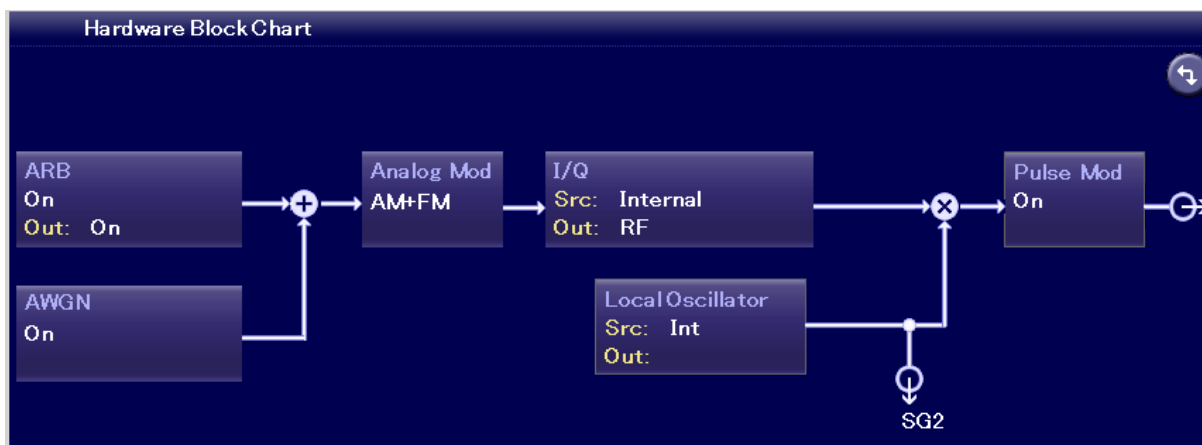 Hardware Block Chart
ARB
On
Out: On
Analog Mod
AM+FM
I/Q
Src: Internal
Out: RF
Pulse Mod
On
AWGN
On
Local Oscillator
Src: Int
Out:
SG2